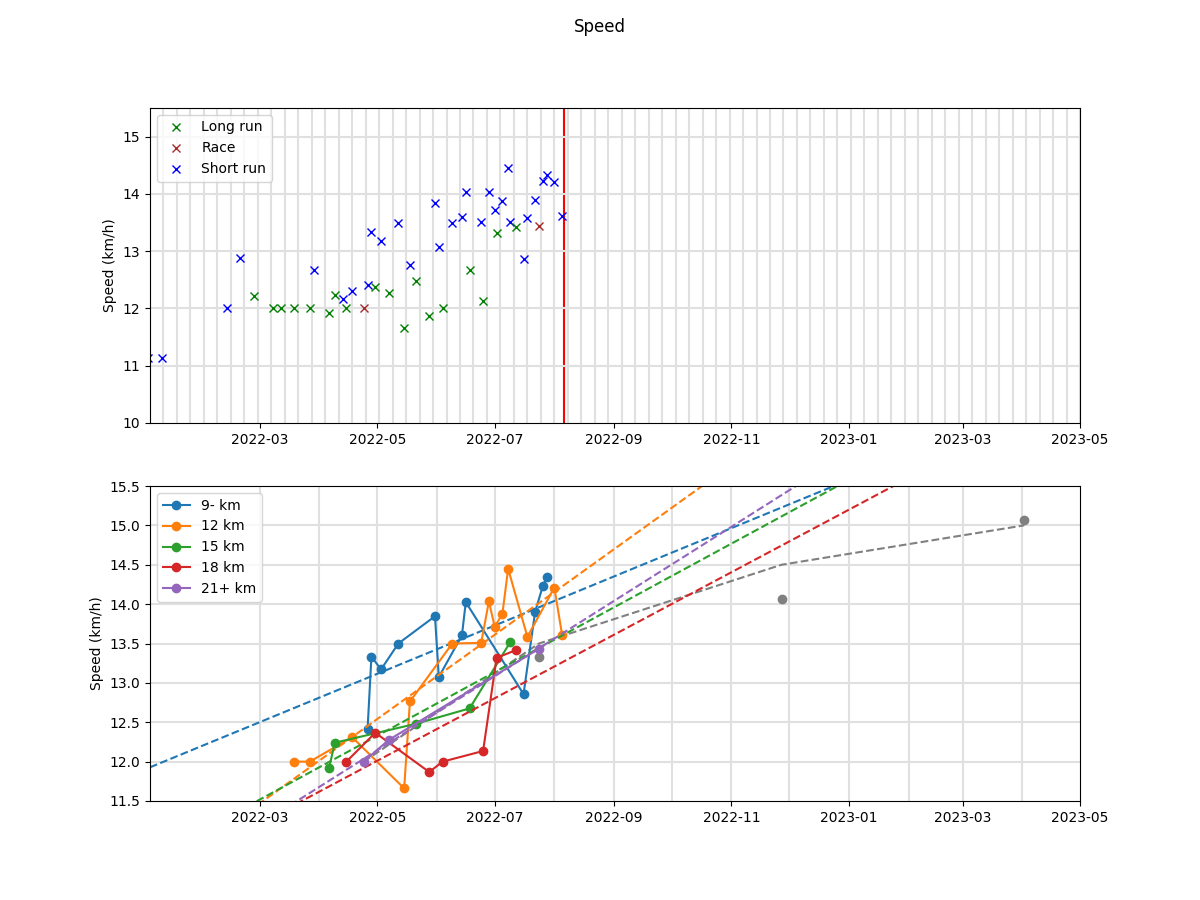 Speed
Speed (km/h)
15
14
13
12
11
10
Long run
Race
Short run
2022-03 2022-05 2022-07 2022-09 2022-11 2023-01 2023-03 2023-05
Speed (km/h)
15.5
15.0
14.5
14.0
13.5
13.0
12.5
12.0
11.5
9- km
12 km
15 km
18 km
21+ km
2022-03 2022-05 2022-07 2022-09 2022-11 2023-01 2023-03 2023-05